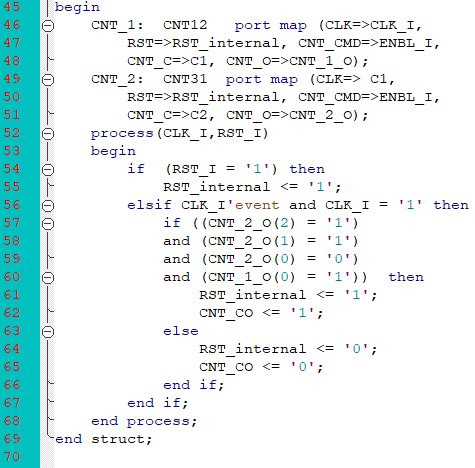 45 begin
46 CNT_1: CNT12 port map (CLK=>CLK_I,
47 RST=>RST_internal, CNT_CMD=>ENBL_I,
48 CNT_C=>C1, CNT_O=>CNT_1_O);
49 CNT_2: CNT31 port map (CLK=> C1,
50 RST=>RST_internal, CNT_CMD=>ENBL_I,
51 CNT_C=>C2, CNT_O=>CNT_2_O);
52 process(CLK_I,RST_I)
53 begin
54 if (RST_I = '1') then
55 RST_internal <= '1';
56 elsif CLK_I'event and CLK_I = '1' then
57 if ((CNT_2_O(2) = '1')
58 and (CNT_2_O(1) = '1')
59 and (CNT_2_O(0) = '0')
60 and (CNT_1_O(0) = '1')) then
61 RST_internal <= '1';
62 CNT_CO <= '1';
63 else
64 RST_internal <= '0';
65 CNT_CO <= '0';
66 end if;
67 end if;
68 end process;
69 end struct;
70